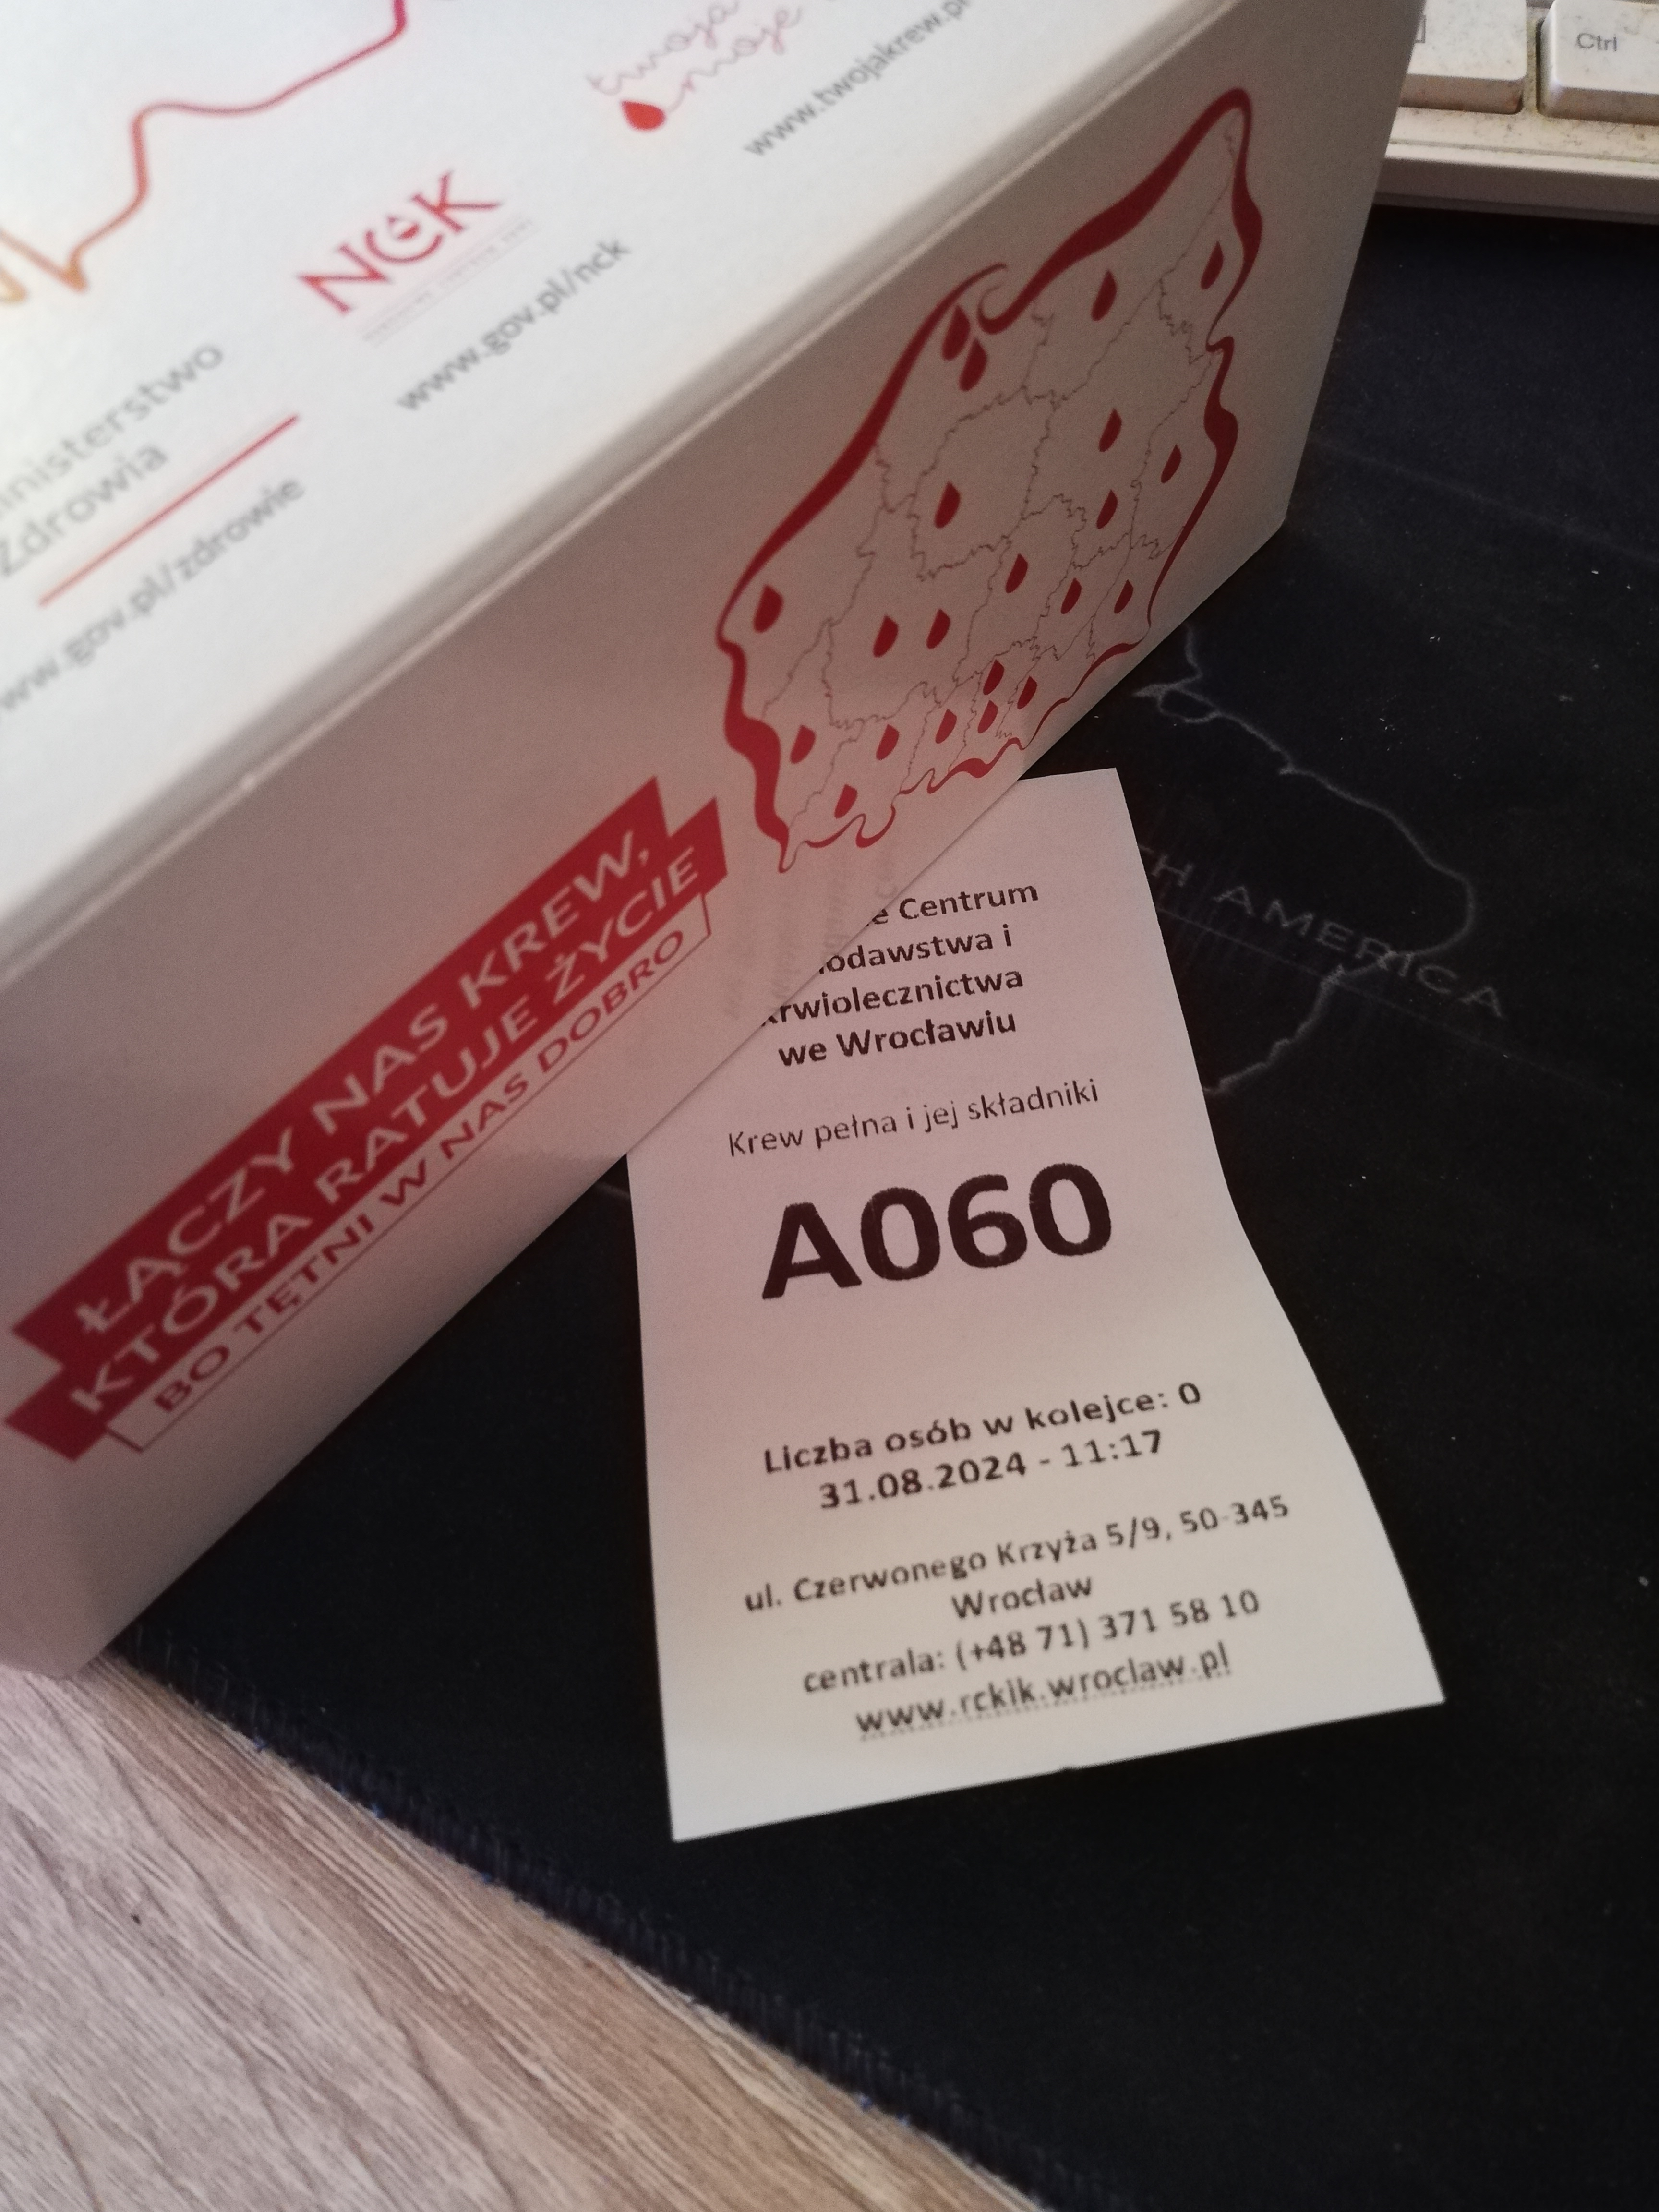 twoja
moje
www.twojakrew.pl
NCK
www.gov.pl/nck
Zdrowia
www.gov.pl/zdrowie
ŁĄCZY NAS KREW,
KTÓRA RATUJE ŻYCIE
BO TĘTNI W NAS DOBRO
Centrum
we Wrocławiu
Krew pełna i jej składniki
A060
Liczba osób w kolejce: 0
31.08.2024 - 11:17
ul. Czerwonego Krzyża 5/9, 50-345
Wrocław
centrala: (+48 71) 371 58 10
www.rckik.wroclaw.pl
Ctrl
AMERICA